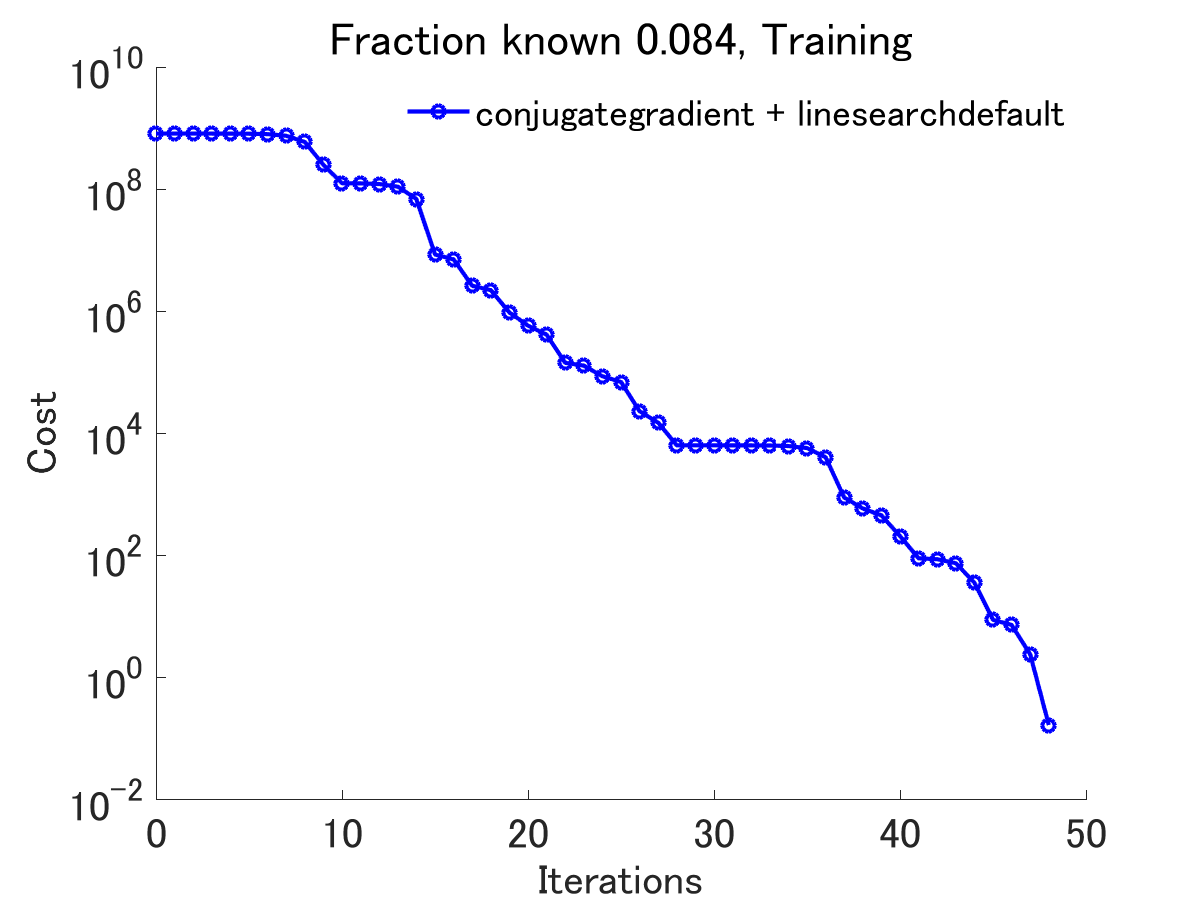 Fraction known 0.084, Training
conjugategradient + linesearchdefault
10^10
10^8
10^6
10^4
10^2
10^0
10^-2
Cost
0 10 20 30 40 50
Iterations